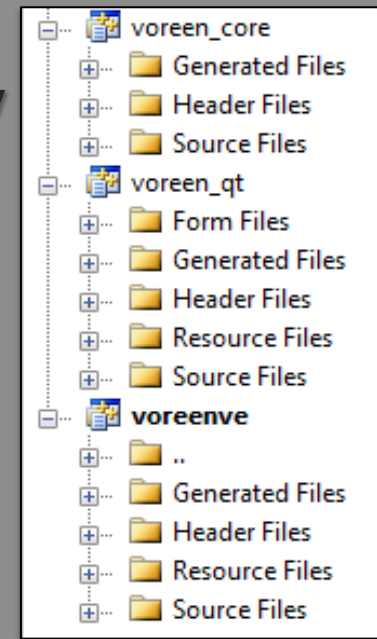 voreen_core
Generated Files
Header Files
Source Files
voreen_qt
Form Files
Generated Files
Header Files
Resource Files
Source Files
voreenve
..
Generated Files
Header Files
Resource Files
Source Files